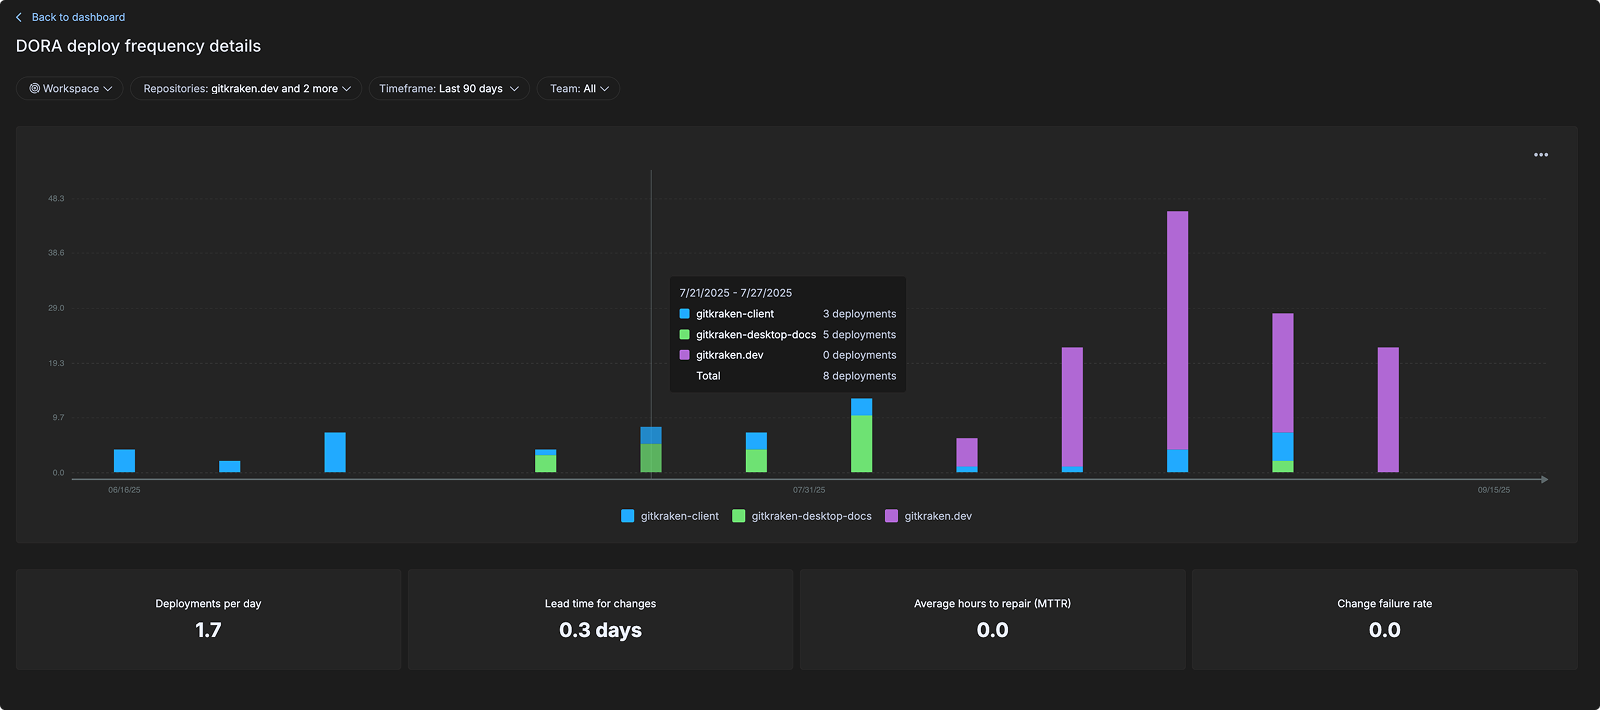 Back to dashboard
DORA deploy frequency details
Workspace
Repositories: gitkraken.dev and 2 more
Timeframe: Last 90 days
Team: All
48.3
38.6
29.0
19.3
9.7
0.0
7/21/2025 - 7/27/2025
gitkraken-client 3 deployments
gitkraken-desktop-docs 5 deployments
gitkraken.dev 0 deployments
Total 8 deployments
06/16/25
07/31/25
09/15/25
gitkraken-client
gitkraken-desktop-docs
gitkraken.dev
Deployments per day
1.7
Lead time for changes
0.3 days
Average hours to repair (MTTR)
0.0
Change failure rate
0.0